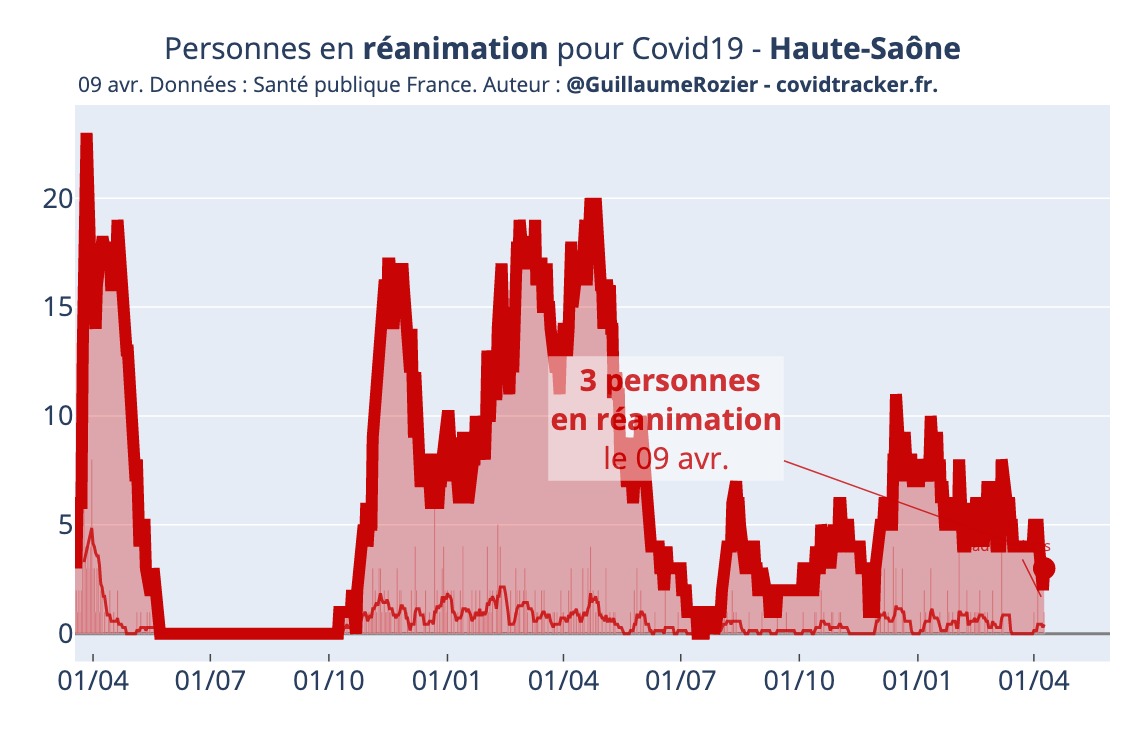 Personnes en réanimation pour Covid19 - Haute-Saône
09 avr. Données : Santé publique France. Auteur : @GuillaumeRozier - covidtracker.fr.
20
15
10
5
0
3 personnes
en réanimation
le 09 avr.
01/04
01/07
01/10
01/01
01/04
01/07
01/10
01/01
01/04